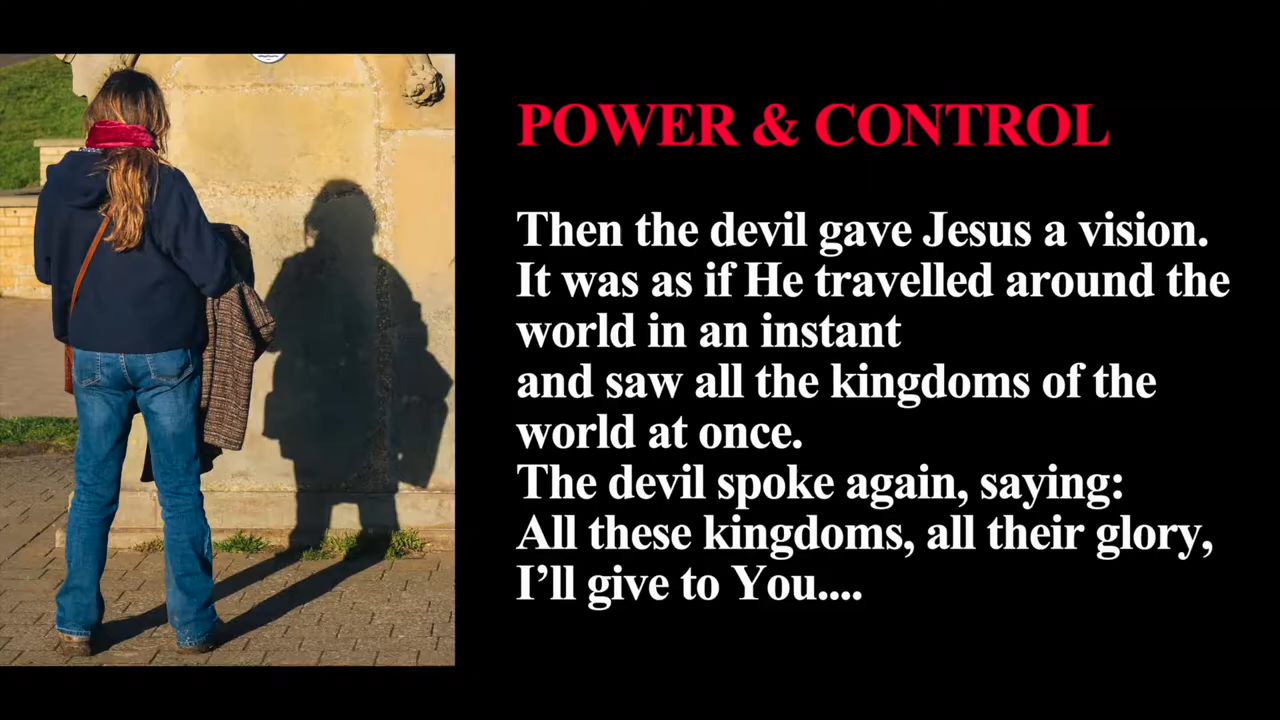 POWER & CONTROL
Then the devil gave Jesus a vision.
It was as if He travelled around the
world in an instant
and saw all the kingdoms of the
world at once.
The devil spoke again, saying:
All these kingdoms, all their glory,
I’ll give to You....